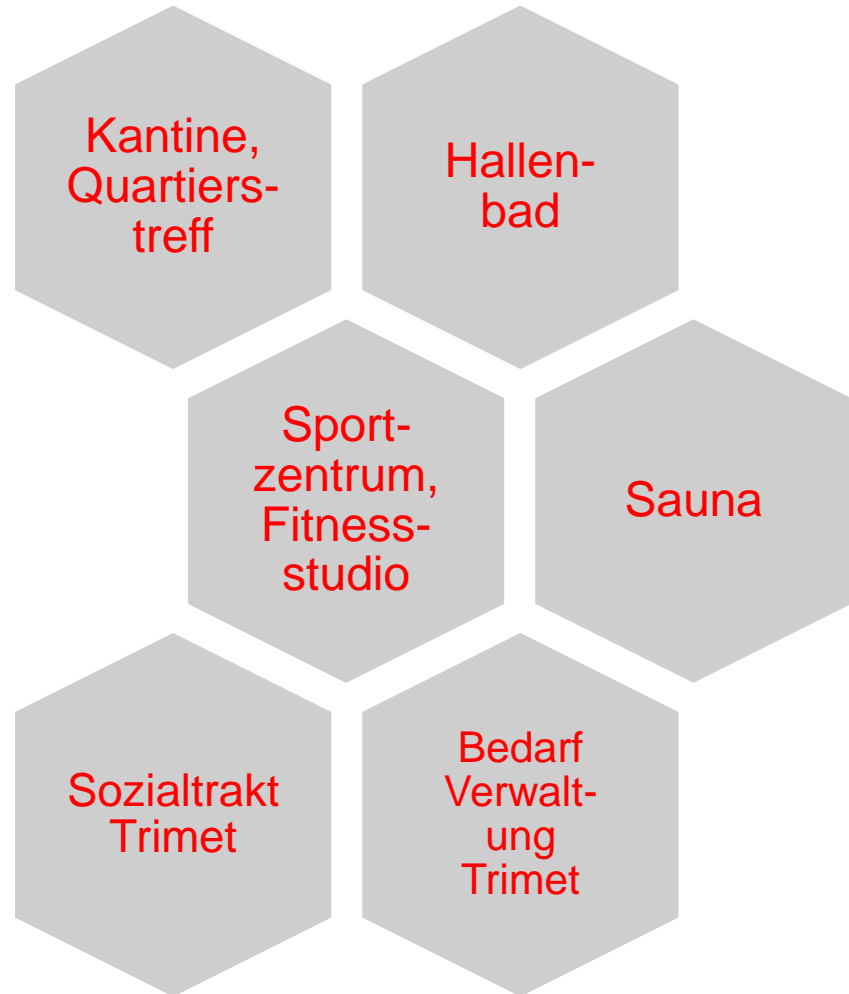 Kantine,
Quartiers-
treff
Hallen-
bad
Sport-
zentrum,
Fitness-
studio
Sauna
Sozialtrakt
Trimet
Bedarf
Verwalt-
ung
Trimet